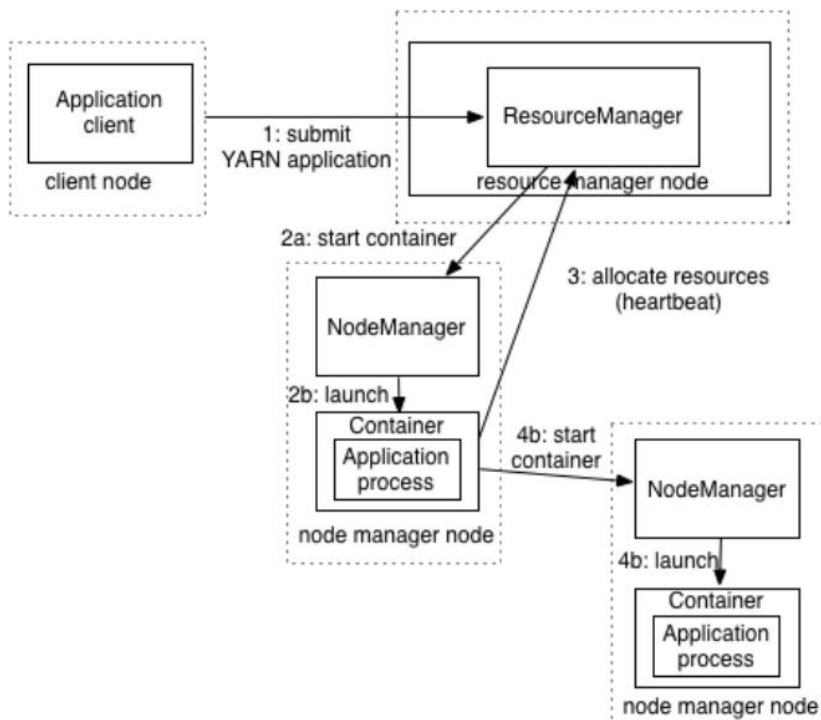 Application
client
client node
1: submit
YARN application
ResourceManager
resource manager node
2a: start container
3: allocate resources
(heartbeat)
NodeManager
2b: launch
Container
Application
process
node manager node
4b: start
container
NodeManager
4b: launch
Container
Application
process
node manager node